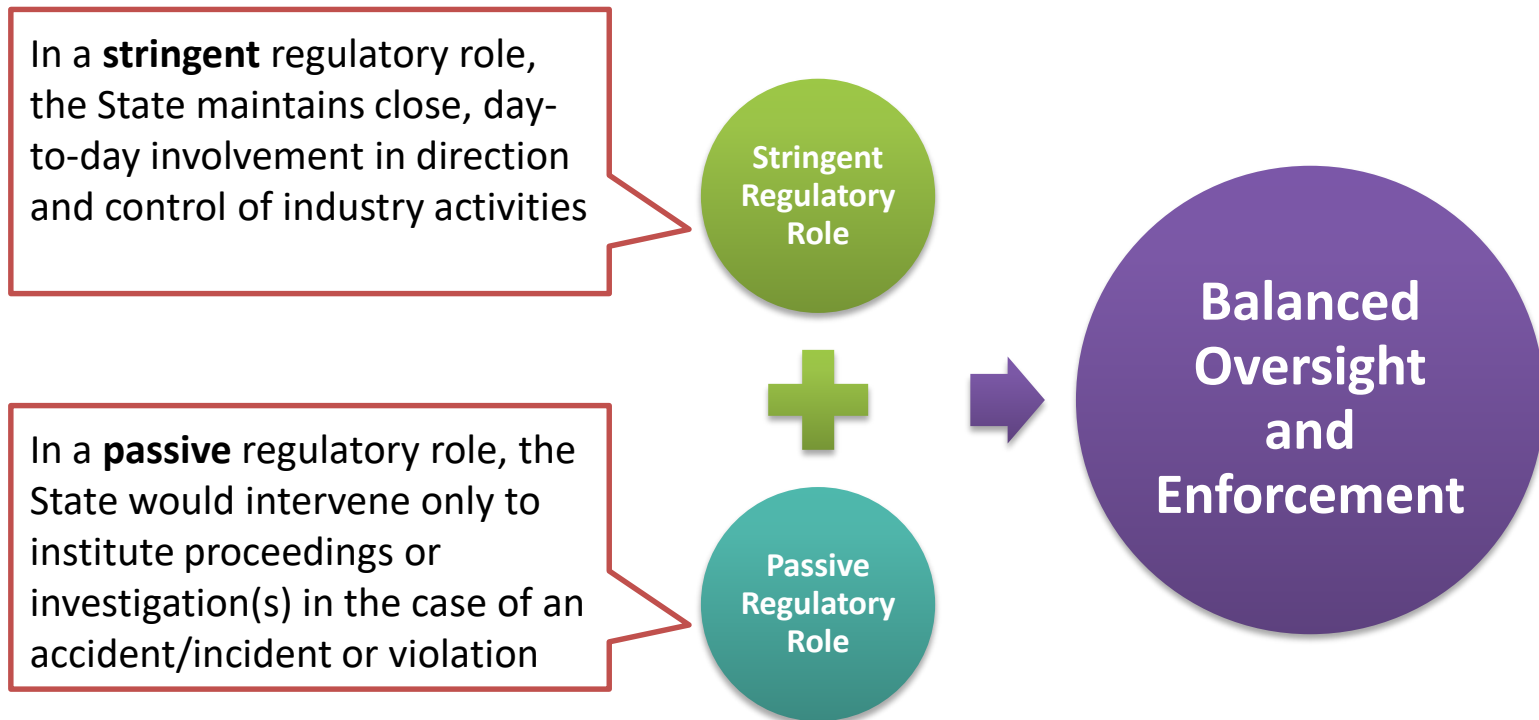 In a stringent regulatory role,
the State maintains close, day-
to-day involvement in direction
and control of industry activities
Stringent
Regulatory
Role
In a passive regulatory role, the
State would intervene only to
institute proceedings or
investigation(s) in the case of an
accident/incident or violation
Passive
Regulatory
Role
Balanced
Oversight
and
Enforcement